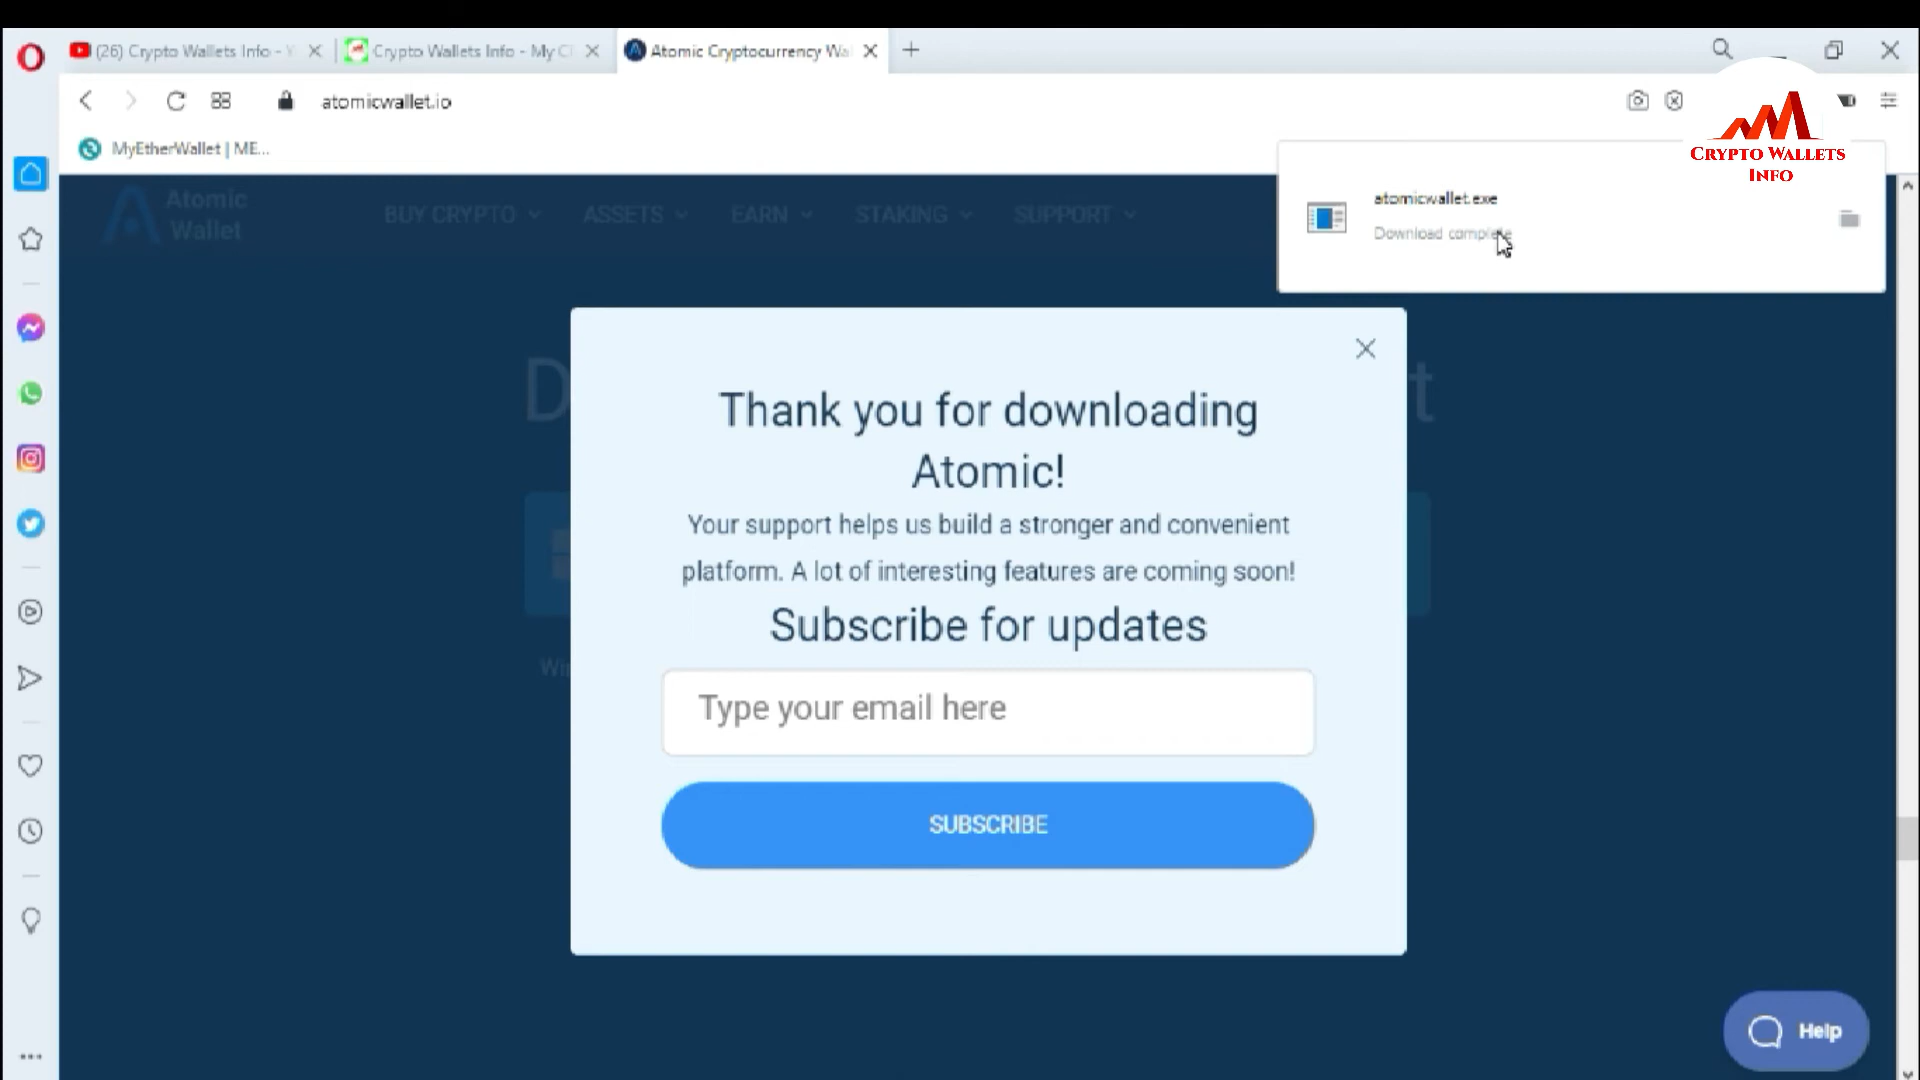 (26) Crypto Wallets Info -
Crypto Wallets Info - My C
Atomic Cryptocurrency Wa
atomicwallet.io
MyEtherWallet | ME...
CRYPTO WALLETS
INFO
atomicwallet.exe
Download complete
Atomic
Wallet
BUY CRYPTO
ASSETS
EARN
STAKING
SUPPORT
Thank you for downloading
Atomic!
Your support helps us build a stronger and convenient
platform. A lot of interesting features are coming soon!
Subscribe for updates
Type your email here
SUBSCRIBE
Help